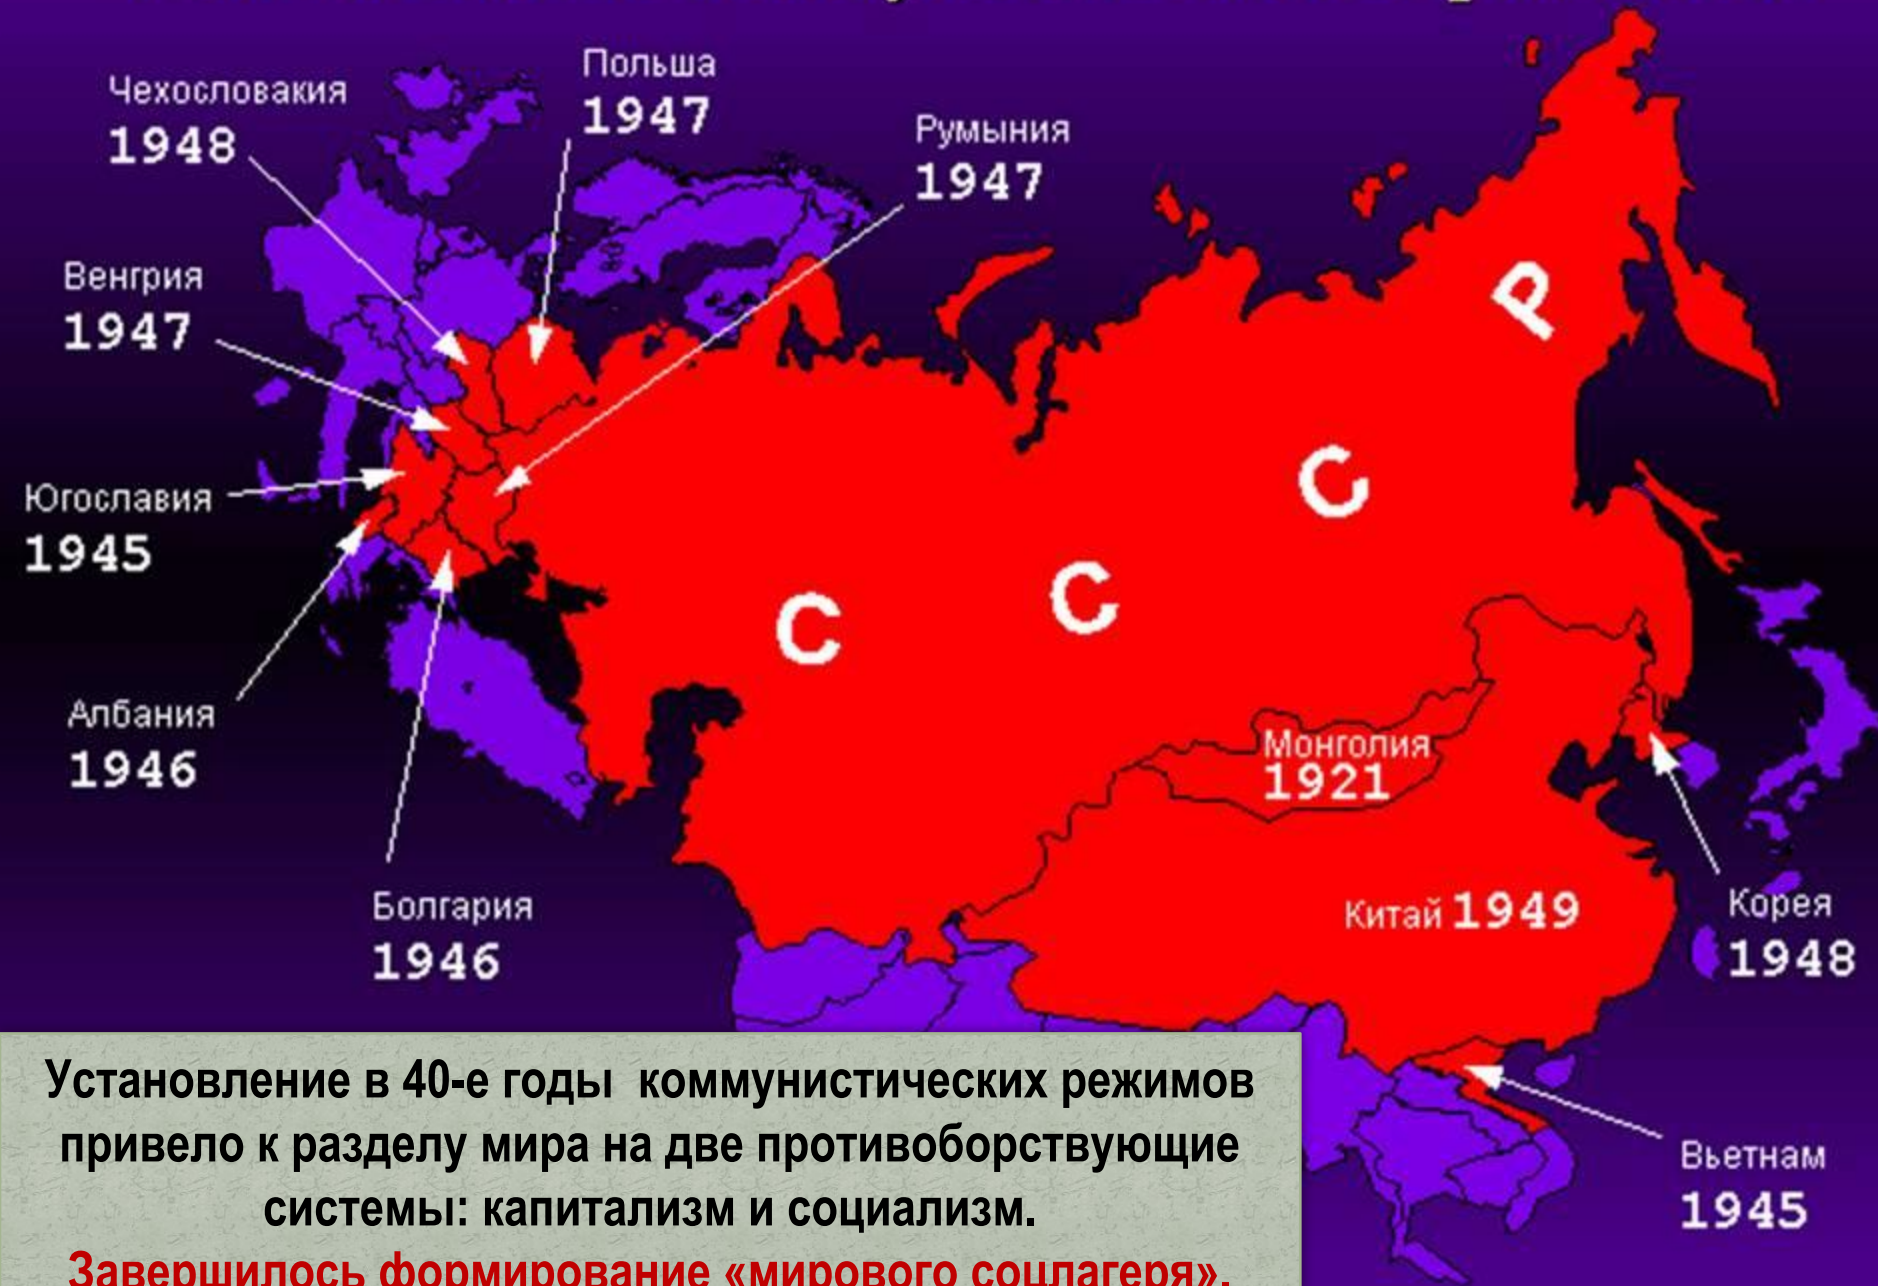 Польша
1947
Чехословакия
1948
Румыния
1947
Венгрия
1947
Югославия
1945
Албания
1946
Болгария
1946
С С С Р
Монголия
1921
Китай 1949
Корея
1948
Вьетнам
1945
Установление в 40-е годы коммунистических режимов
привело к разделу мира на две противоборствующие
системы: капитализм и социализм.
Завершилось формирование «мирового соцлагеря».